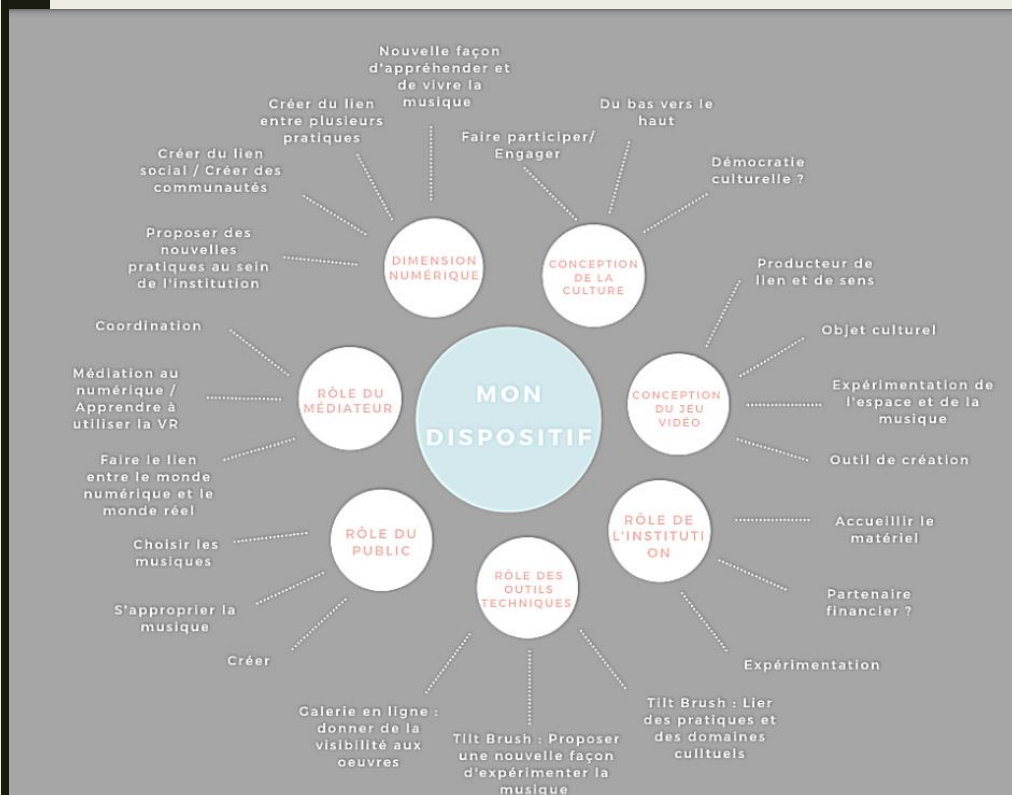 Nouvelle façon
d'appréhender et
de vivre la
musique
Créer du lien
entre plusieurs
pratiques
Créer du lien
social / Créer des
communautés
Proposer des
nouvelles
pratiques au sein
de l'institution
DIMENSION
NUMÉRIQUE
Faire participer/
Engager
Du bas vers le
haut
Démocratie
culturelle ?
CONCEPTION
DE LA
CULTURE
Producteur de
lien et de sens
Objet culturel
Expérimentation de
l'espace et de la
musique
Outil de création
CONCEPTION
DU JEU
VIDÉO
Coordination
Médiation au
numérique /
Apprendre à
utiliser la VR
Faire le lien
entre le monde
numérique et le
monde réel
RÔLE DU
MÉDIATEUR
MON
DISPOSITIF
RÔLE DE
L'INSTITUTI
ON
Accueillir le
matériel
Partenaire
financier ?
Expérimentation
RÔLE DU
PUBLIC
Choisir les
musiques
S'approprier la
musique
Créer
RÔLE DES
OUTILS
TECHNIQUES
Galerie en ligne :
donner de la
visibilité aux
oeuvres
Tilt Brush : Proposer
une nouvelle façon
d'expérimenter la
musique
Tilt Brush : Lier
des pratiques et
des domaines
cultuels